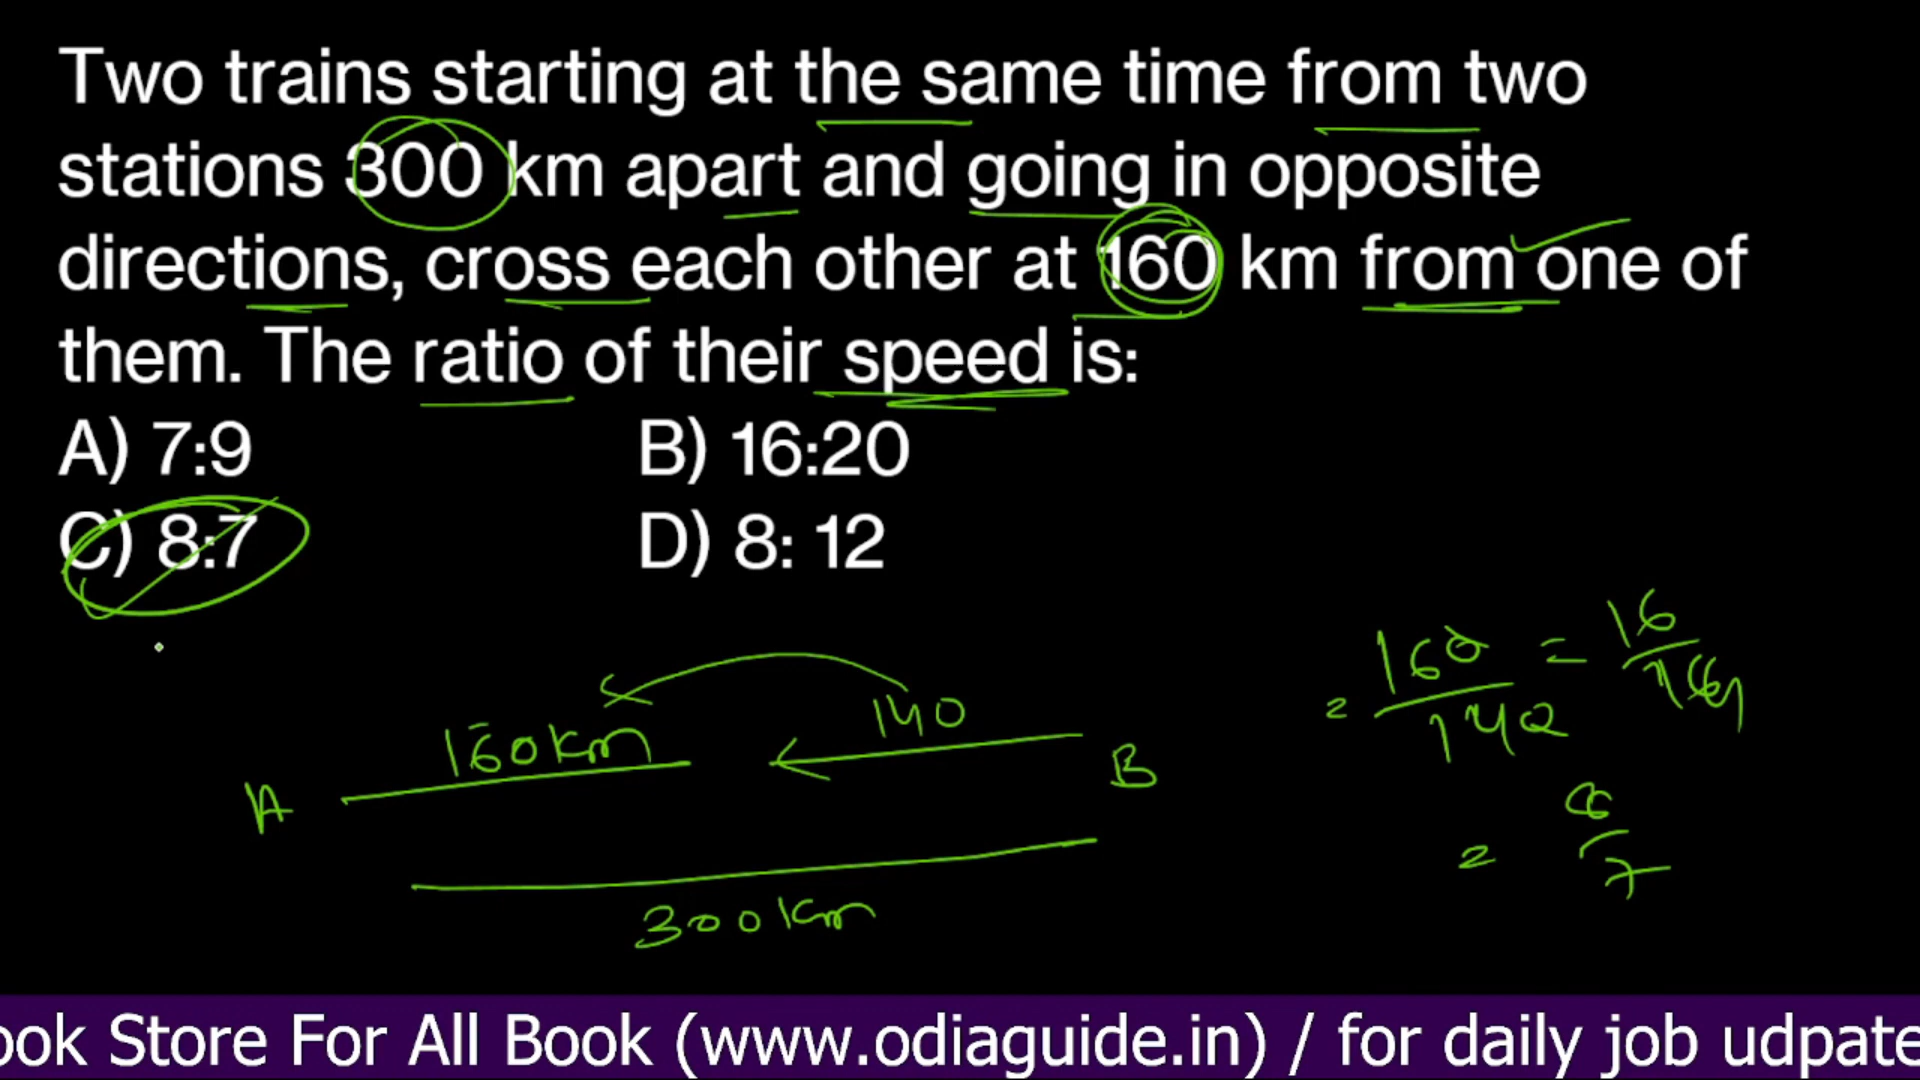 Two trains starting at the same time from two
stations 300 km apart and going in opposite
directions, cross each other at 160 km from one of
them. The ratio of their speed is:
A) 7:9 B) 16:20
C) 8:7 D) 8: 12
= 160/140 = 16/14
= 8/7
160km 140
A B
300km
ook Store For All Book (www.odiaguide.in) / for daily job udpate